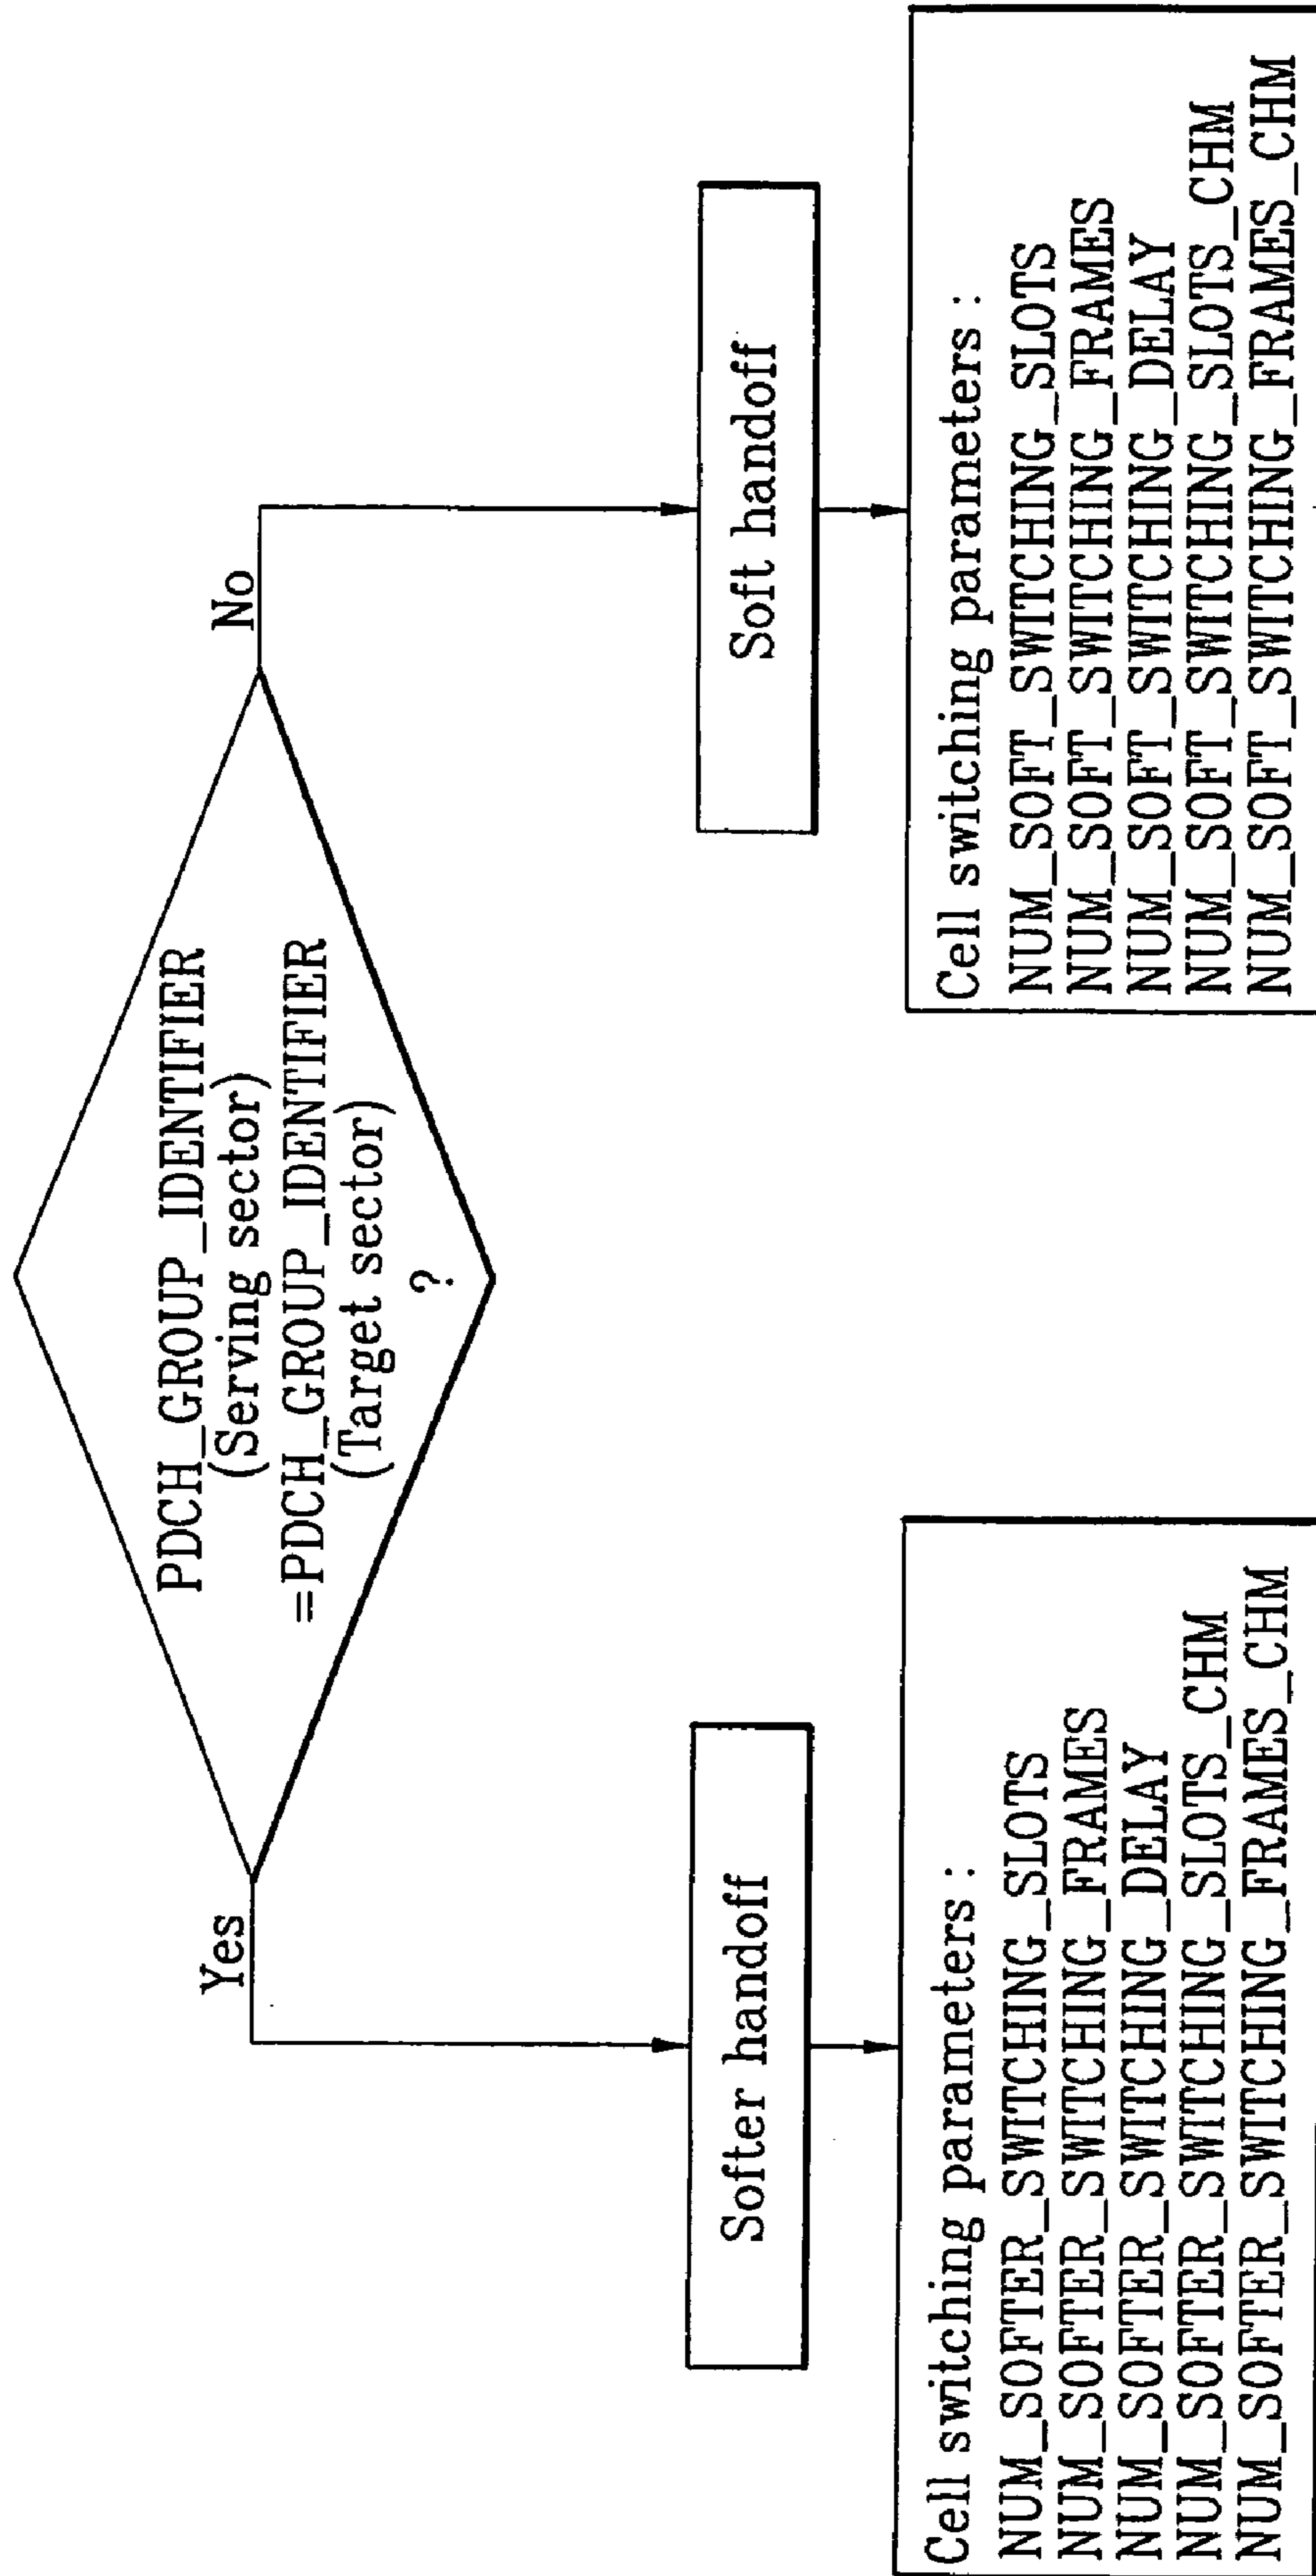 PDCH_GROUP_IDENTIFIER
(Serving sector)
=PDCH_GROUP_IDENTIFIER
(Target sector)
?
Yes
No
Softer handoff
Soft handoff
Cell switching parameters :
NUM_SOFTER_SWITCHING_SLOTS
NUM_SOFTER_SWITCHING_FRAMES
NUM_SOFTER_SWITCHING_DELAY
NUM_SOFTER_SWITCHING_SLOTS_CHM
NUM_SOFTER_SWITCHING_FRAMES_CHM
Cell switching parameters :
NUM_SOFT_SWITCHING_SLOTS
NUM_SOFT_SWITCHING_FRAMES
NUM_SOFT_SWITCHING_DELAY
NUM_SOFT_SWITCHING_SLOTS_CHM
NUM_SOFT_SWITCHING_FRAMES_CHM